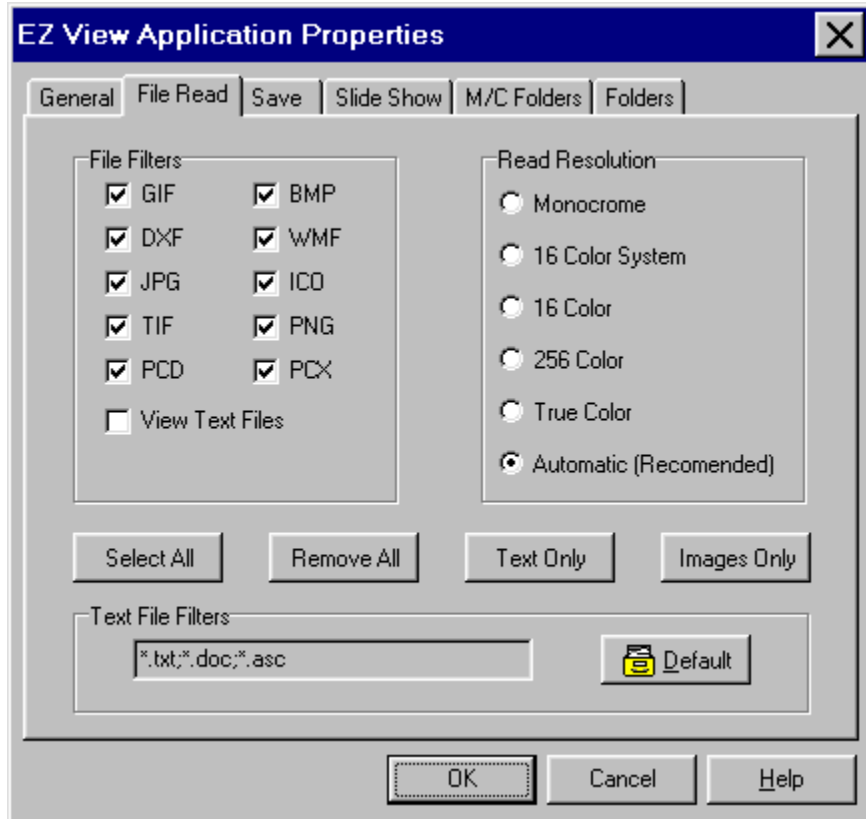 EZ View Application Properties
General File Read Save Slide Show M/C Folders Folders
File Filters
GIF BMP
DXF WMF
JPG ICO
TIF PNG
PCD PCX
View Text Files
Read Resolution
Monocrome
16 Color System
16 Color
256 Color
True Color
Automatic (Recomended)
Select All Remove All Text Only Images Only
Text File Filters
*.txt;*.doc;*.asc Default
OK Cancel Help